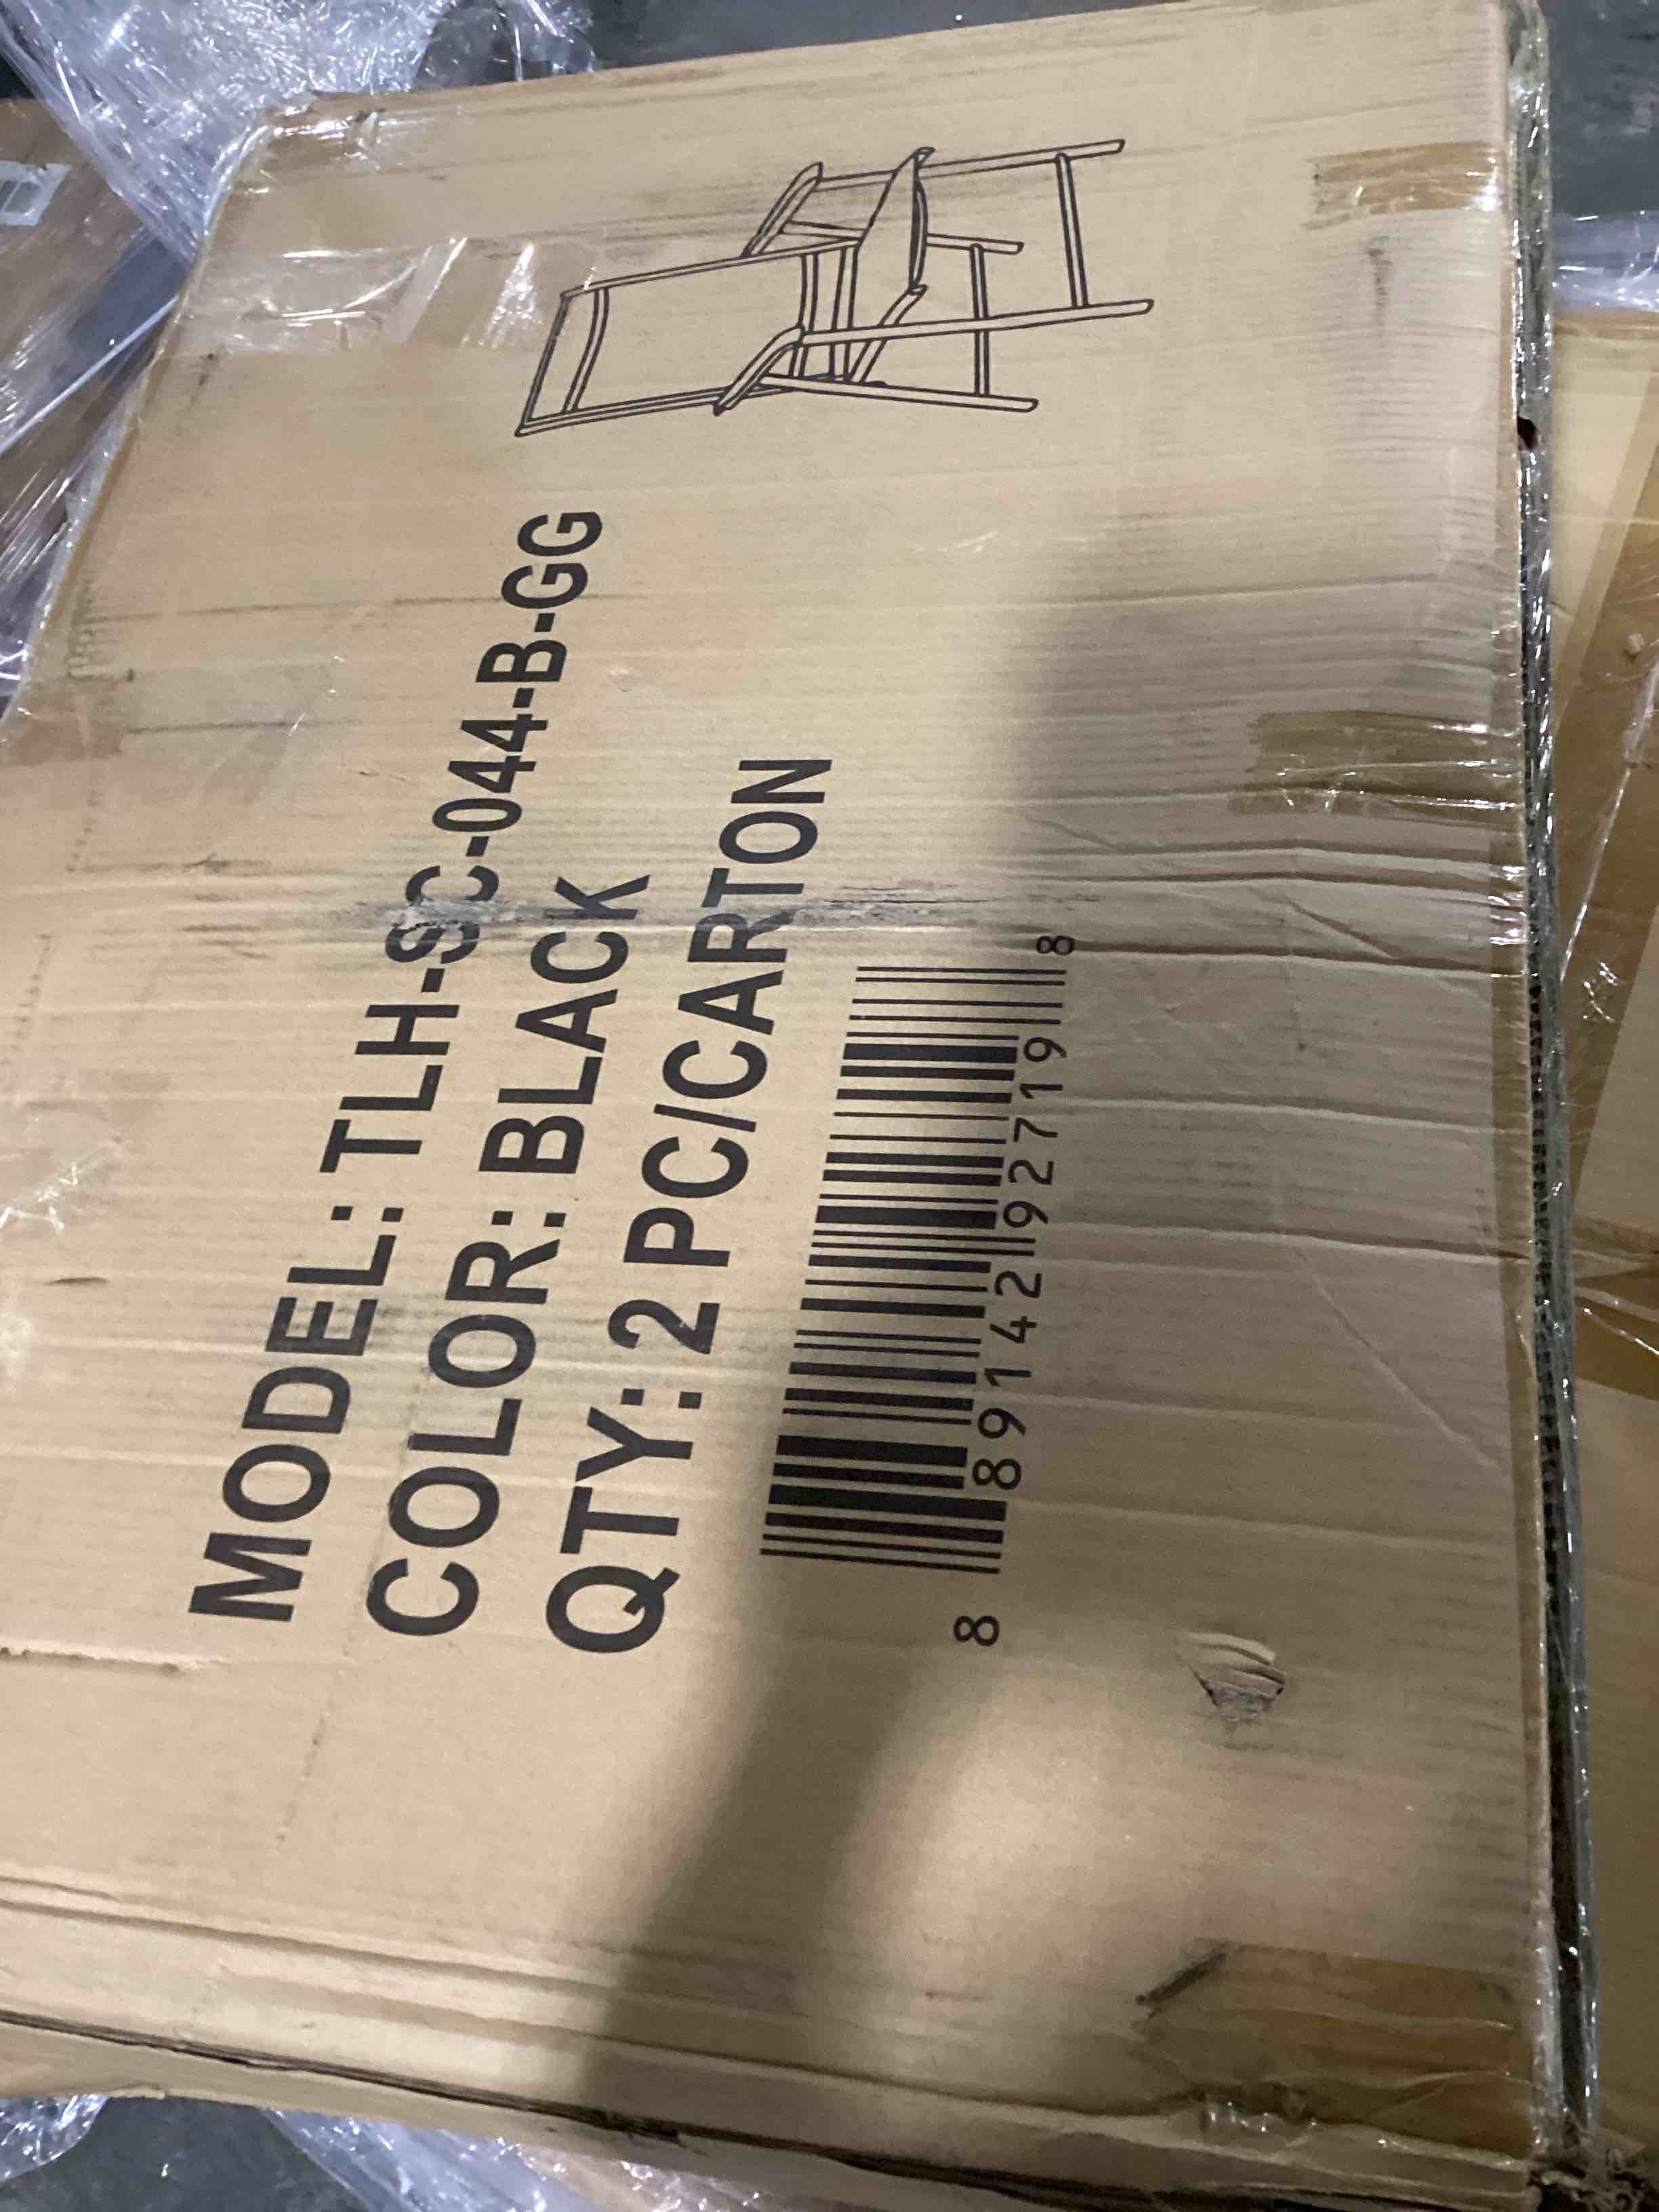 MODEL: TLH-SC-044-B-GG
COLOR: BLACK
QTY: 2 PC/CARTON
8 89142 92719 8